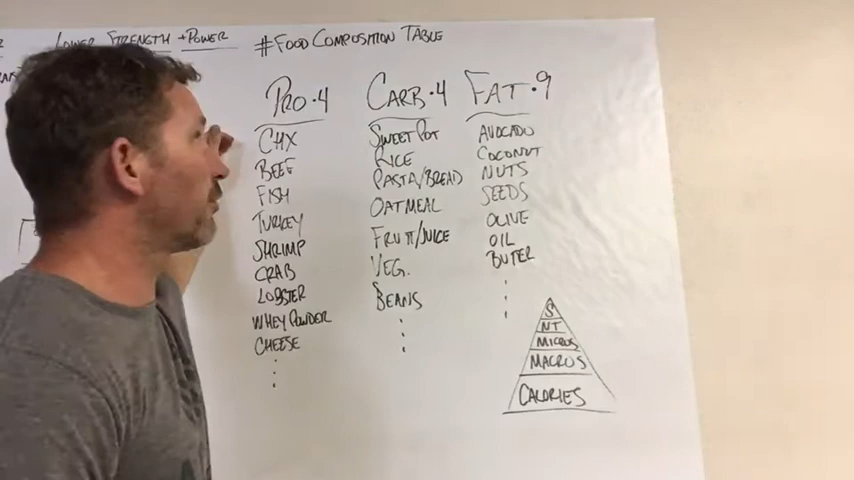 LOWER STRENGTH + POWER
#FOOD COMPOSITION TABLE
PRO • 4
CHX
BEEF
FISH
TURKEY
SHRIMP
CRAB
LOBSTER
WHEY POWDER
CHEESE
CARB • 4
SWEET POT
RICE
PASTA/BREAD
OATMEAL
FRUIT/JUICE
VEG.
BEANS
FAT • 9
AVOCADO
COCONUT
NUTS
SEEDS
OLIVE
OIL
BUTER
S
NT
MICROS
MACROS
CALORIES